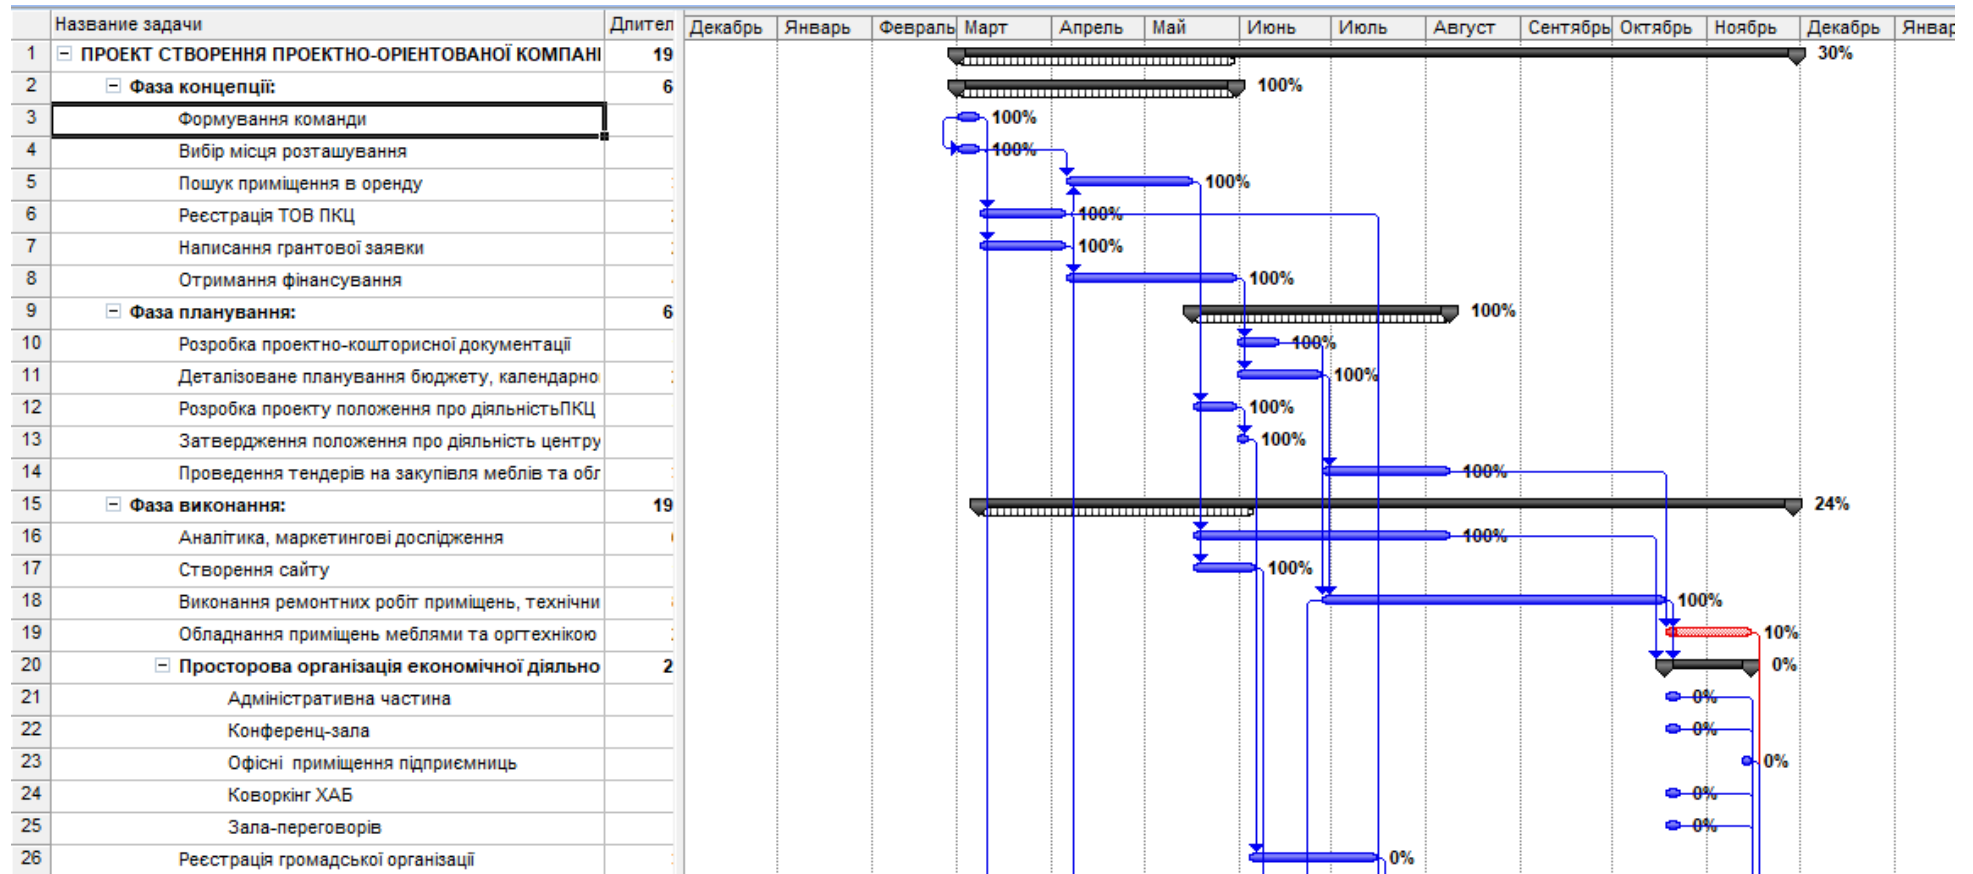 Название задачи Длител Декабрь Январь Февраль Март Апрель Май Июнь Июль Август Сентябрь Октябрь Ноябрь Декабрь Январ
1 ПРОЕКТ СТВОРЕННЯ ПРОЕКТНО-ОРІЕНТОВАНОЇ КОМПАНІ 19 30%
2 Фаза концепції: 6 100%
3 Формування команди 100%
4 Вибір місця розташування 100%
5 Пошук приміщення в оренду 100%
6 Реєстрація ТОВ ПКЦ 100%
7 Написання грантової заявки 100%
8 Отримання фінансування 100%
9 Фаза планування: 6 100%
10 Розробка проектно-кошторисної документації 100%
11 Деталізоване планування бюджету, календарно 100%
12 Розробка проекту положення про діяльністьПКЦ 100%
13 Затвердження положення про діяльність центру 100%
14 Проведення тендерів на закупівля меблів та обг 100%
15 Фаза виконання: 19 24%
16 Аналітика, маркетингові дослідження 100%
17 Створення сайту 100%
18 Виконання ремонтних робіт приміщень, технічни 100%
19 Обладнання приміщень меблями та оргтехнікою 10%
20 Просторова організація економічної діяльно 2 0%
21 Адміністративна частина 0%
22 Конференц-зала 0%
23 Офісні приміщення підприємниць 0%
24 Коворкінг ХАБ 0%
25 Зала-переговорів 0%
26 Реєстрація громадської організації 0%